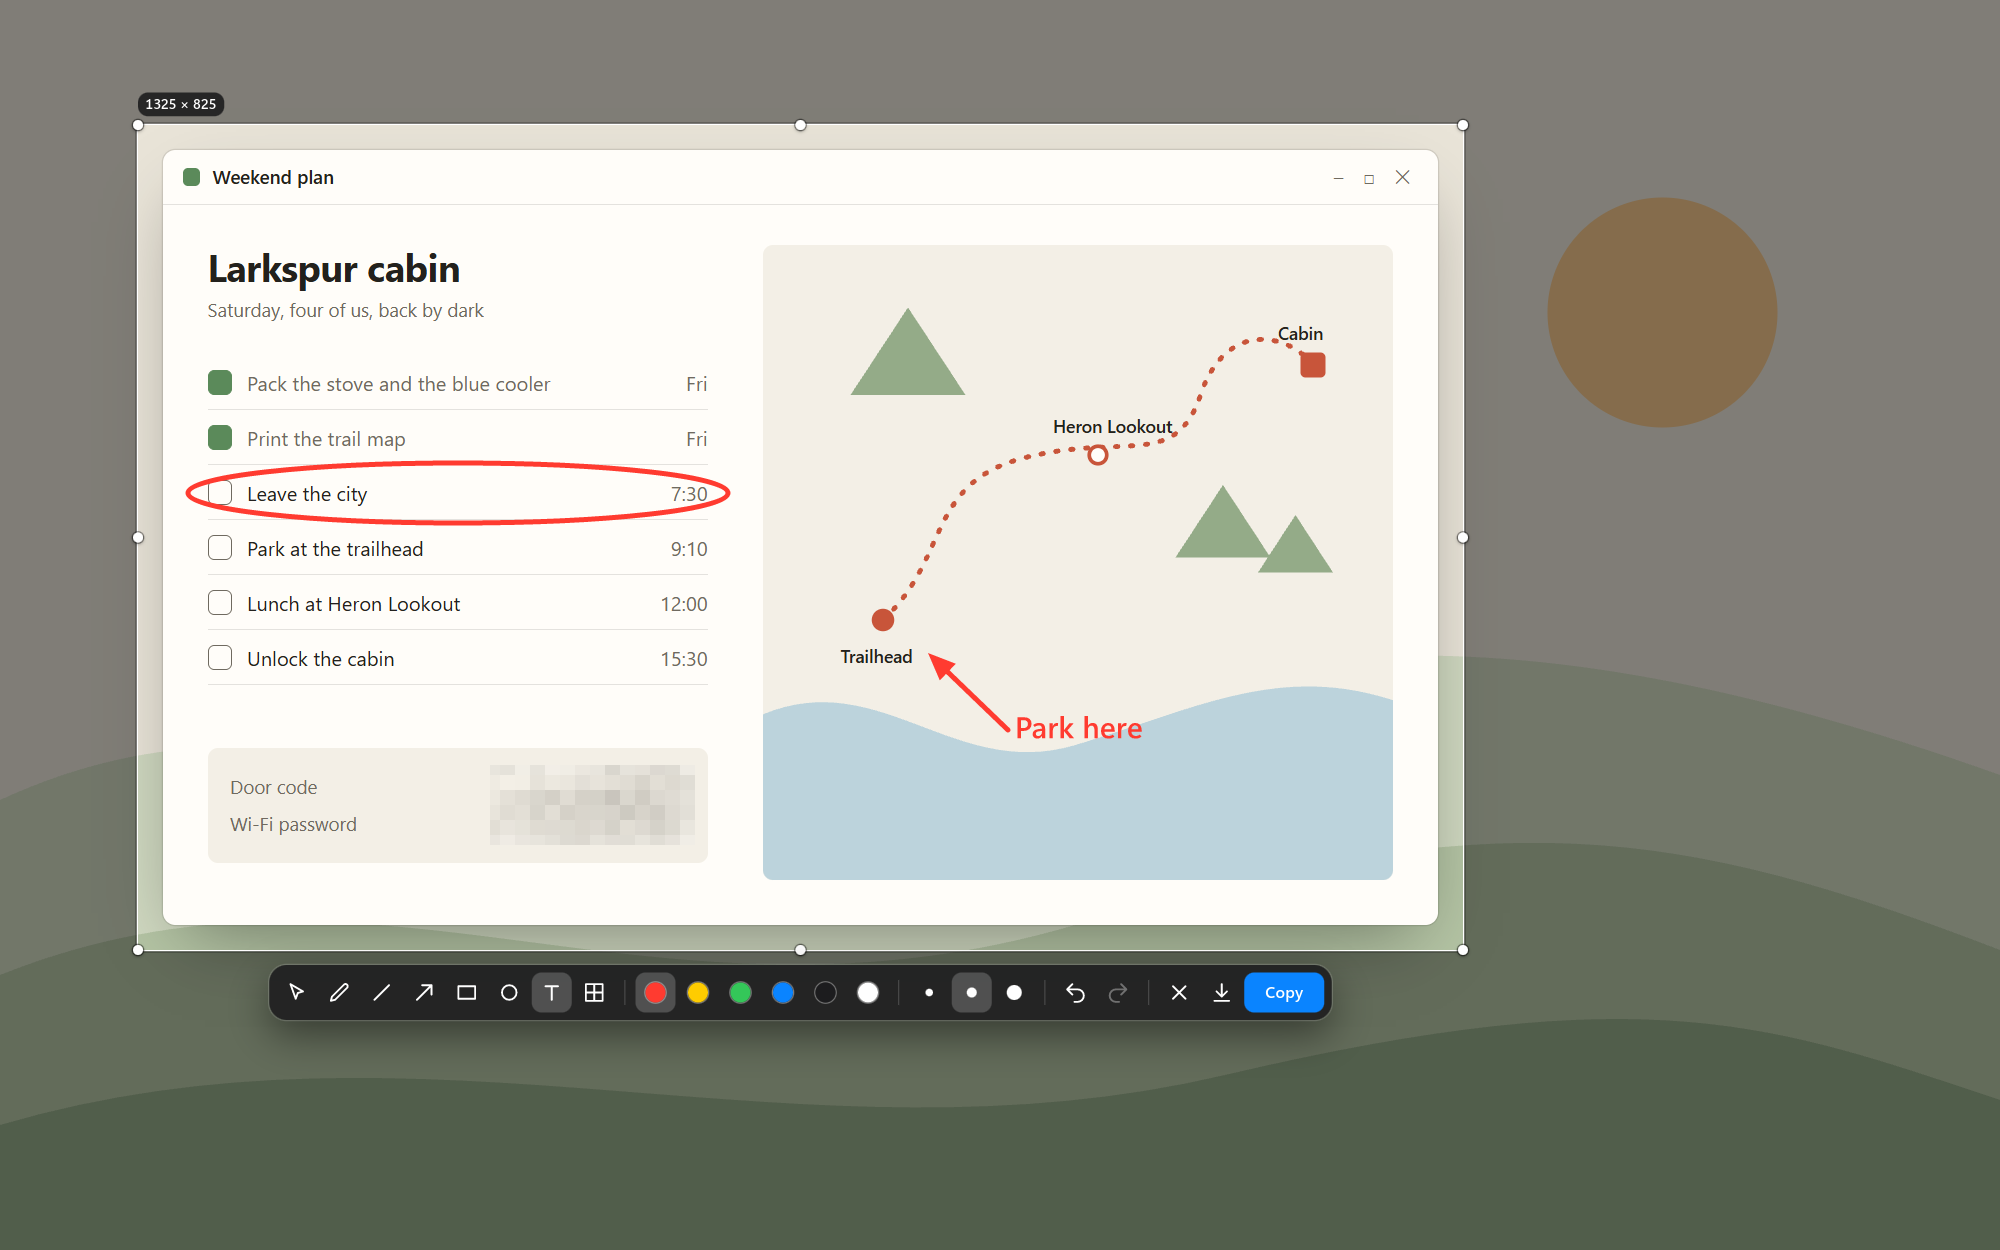 1325 × 825
Weekend plan
Larkspur cabin
Saturday, four of us, back by dark
Pack the stove and the blue cooler Fri
Print the trail map Fri
Leave the city 7:30
Park at the trailhead 9:10
Lunch at Heron Lookout 12:00
Unlock the cabin 15:30
Door code
Wi-Fi password
Cabin
Heron Lookout
Trailhead
Park here
T
Copy